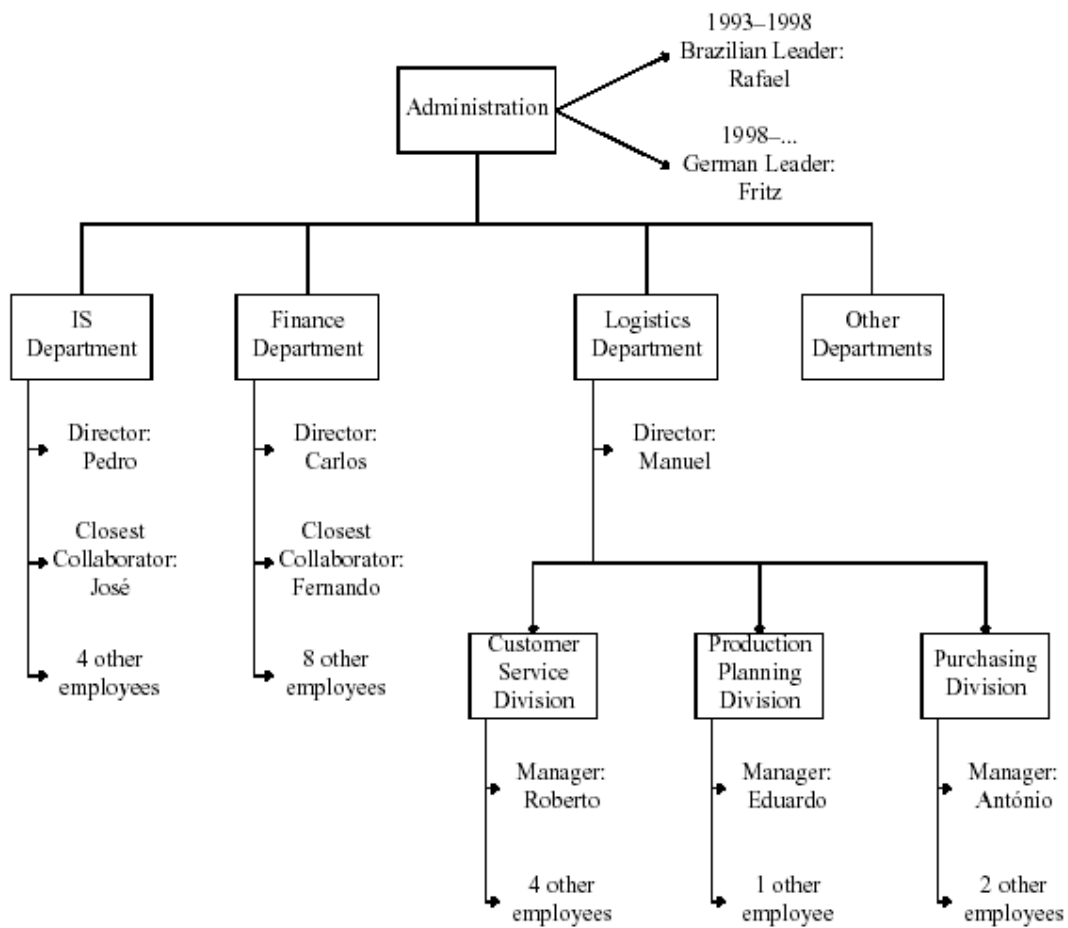 1993–1998
Brazilian Leader:
Rafael
Administration
1998–...
German Leader:
Fritz
IS
Department
Finance
Department
Logistics
Department
Other
Departments
Director:
Pedro
Director:
Carlos
Director:
Manuel
Closest
Collaborator:
José
Closest
Collaborator:
Fernando
4 other
employees
8 other
employees
Customer
Service
Division
Production
Planning
Division
Purchasing
Division
Manager:
Roberto
Manager:
Eduardo
Manager:
António
4 other
employees
1 other
employee
2 other
employees